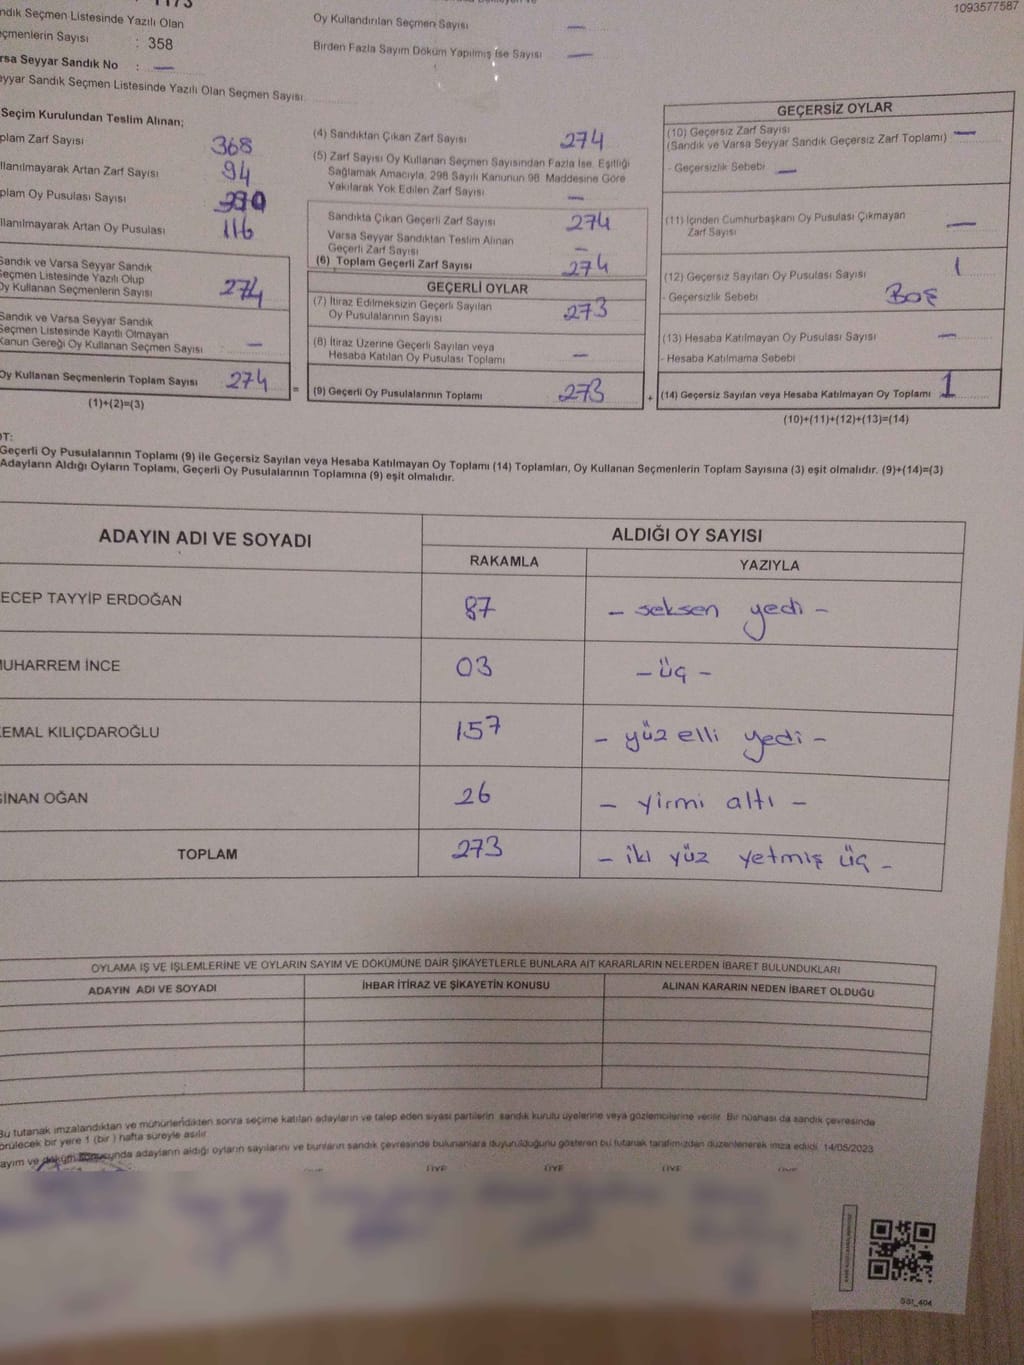 1093577587
ndık Seçmen Listesinde Yazılı Olan
çmenlerin Sayısı : 358
rsa Seyyar Sandık No : —
eyyar Sandık Seçmen Listesinde Yazılı Olan Seçmen Sayısı
Oy Kullandırılan Seçmen Sayısı —
Birden Fazla Sayım Döküm Yapılmış İse Sayısı —
Seçim Kurulundan Teslim Alınan;
plam Zarf Sayısı 368
llanılmayarak Artan Zarf Sayısı 94
plam Oy Pusulası Sayısı
llanılmayarak Artan Oy Pusulası 116
Sandık ve Varsa Seyyar Sandık
Seçmen Listesinde Yazılı Olup
Oy Kullanan Seçmenlerin Sayısı 274
Sandık ve Varsa Seyyar Sandık
Seçmen Listesinde Kayıtlı Olmayan
Kanun Gereği Oy Kullanan Seçmen Sayısı : —
Oy Kullanan Seçmenlerin Toplam Sayısı 274 =
(1)+(2)=(3)
(4) Sandıktan Çıkan Zarf Sayısı 274
(5) Zarf Sayısı Oy Kullanan Seçmen Sayısından Fazla İse, Eşitliği
Sağlamak Amacıyla, 298 Sayılı Kanunun 98. Maddesine Göre
Yakılarak Yok Edilen Zarf Sayısı —
Sandıkta Çıkan Geçerli Zarf Sayısı 274
Varsa Seyyar Sandıktan Teslim Alınan
Geçerli Zarf Sayısı —
(6) Toplam Geçerli Zarf Sayısı 274
GEÇERLİ OYLAR
(7) İtiraz Edilmeksizin Geçerli Sayılan
Oy Pusulalarının Sayısı 273
(8) İtiraz Üzerine Geçerli Sayılan veya
Hesaba Katılan Oy Pusulası Toplamı —
(9) Geçerli Oy Pusulalarının Toplamı 273 +
GEÇERSİZ OYLAR
(10) Geçersiz Zarf Sayısı
(Sandık ve Varsa Seyyar Sandık Geçersiz Zarf Toplamı) —
- Geçersizlik Sebebi —
(11) İçinden Cumhurbaşkanı Oy Pusulası Çıkmayan
Zarf Sayısı —
(12) Geçersiz Sayılan Oy Pusulası Sayısı 1
- Geçersizlik Sebebi Boş
(13) Hesaba Katılmayan Oy Pusulası Sayısı —
- Hesaba Katılmama Sebebi
(14) Geçersiz Sayılan veya Hesaba Katılmayan Oy Toplamı 1
(10)+(11)+(12)+(13)=(14)
OT:
Geçerli Oy Pusulalarının Toplamı (9) ile Geçersiz Sayılan veya Hesaba Katılmayan Oy Toplamı (14) Toplamları, Oy Kullanan Seçmenlerin Toplam Sayısına (3) eşit olmalıdır. (9)+(14)=(3)
Adayların Aldığı Oyların Toplamı, Geçerli Oy Pusulalarının Toplamına (9) eşit olmalıdır.
ADAYIN ADI VE SOYADI ALDIĞI OY SAYISI
RAKAMLA YAZIYLA
ECEP TAYYİP ERDOĞAN 87 – seksen yedi –
MUHARREM İNCE 03 – üç –
KEMAL KILIÇDAROĞLU 157 – yüz elli yedi –
SİNAN OĞAN 26 – yirmi altı –
TOPLAM 273 – iki yüz yetmiş üç –
OYLAMA İŞ VE İŞLEMLERİNE VE OYLARIN SAYIM VE DÖKÜMÜNE DAİR ŞİKAYETLERLE BUNLARA AİT KARARLARIN NELERDEN İBARET BULUNDUKLARI
ADAYIN ADI VE SOYADI İHBAR İTİRAZ VE ŞİKAYETİN KONUSU ALINAN KARARIN NEDEN İBARET OLDUĞU
Bu tutanak imzalandıktan ve mühürlendikten sonra seçime katılan adayların ve talep eden siyasi partilerin sandık kurulu üyelerine veya gözlemcilerine verilir. Bir nüshası da sandık çevresinde
örülecek bir yere 1 (bir) hafta süreyle asılır.
ayım ve döküm sonucunda adayların aldığı oyların sayılarını ve bunların sandık çevresinde bulunanlara duyurulduğunu gösteren bu tutanak tarafımızdan düzenlenerek imza edildi. 14/05/2023
ÜYE ÜYE ÜYE